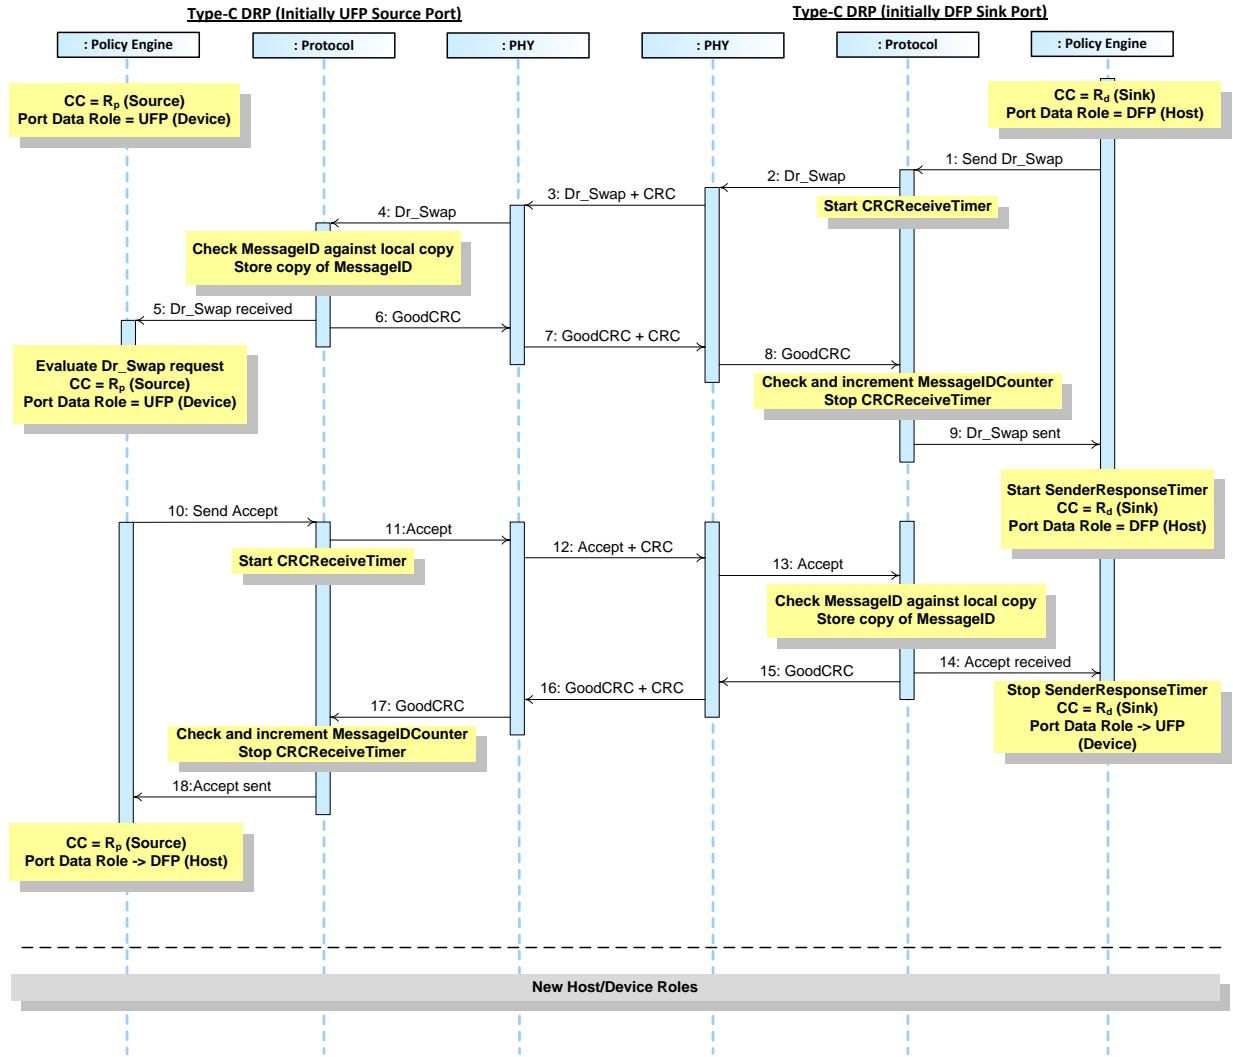 Type-C DRP (Initially UFP Source Port)
Type-C DRP (initially DFP Sink Port)
: Policy Engine
: Protocol
: PHY
: PHY
: Protocol
: Policy Engine
CC = Rp (Source)
Port Data Role = UFP (Device)
CC = Rd (Sink)
Port Data Role = DFP (Host)
1: Send Dr_Swap
2: Dr_Swap
Start CRCReceiveTimer
3: Dr_Swap + CRC
4: Dr_Swap
Check MessageID against local copy
Store copy of MessageID
5: Dr_Swap received
6: GoodCRC
7: GoodCRC + CRC
8: GoodCRC
Evaluate Dr_Swap request
CC = Rp (Source)
Port Data Role = UFP (Device)
Check and increment MessageIDCounter
Stop CRCReceiveTimer
9: Dr_Swap sent
Start SenderResponseTimer
CC = Rd (Sink)
Port Data Role = DFP (Host)
10: Send Accept
11:Accept
Start CRCReceiveTimer
12: Accept + CRC
13: Accept
Check MessageID against local copy
Store copy of MessageID
14: Accept received
15: GoodCRC
16: GoodCRC + CRC
17: GoodCRC
Stop SenderResponseTimer
CC = Rd (Sink)
Port Data Role -> UFP
(Device)
Check and increment MessageIDCounter
Stop CRCReceiveTimer
18:Accept sent
CC = Rp (Source)
Port Data Role -> DFP (Host)
New Host/Device Roles